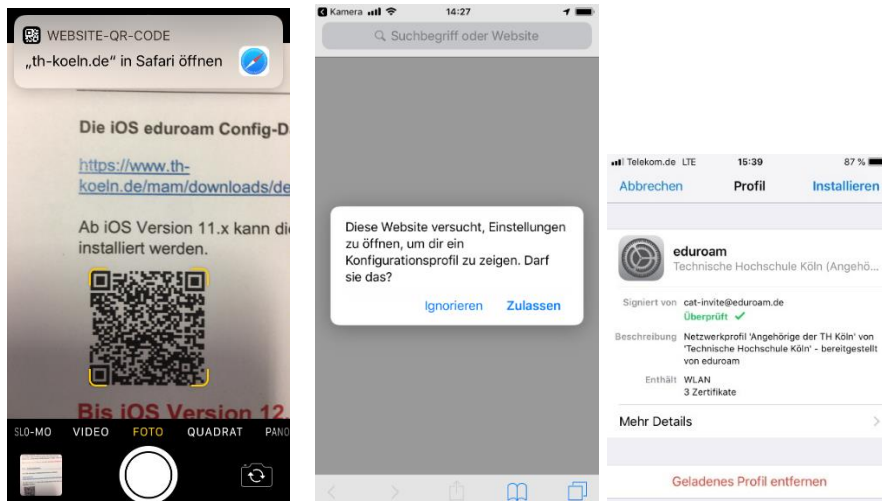 WEBSITE-QR-CODE
„th-koeln.de“ in Safari öffnen
Die iOS eduroam Config-D
https://www.th-
koeln.de/mam/downloads/de
Ab iOS Version 11.x kann di
installiert werden.
Bis iOS Version 12.
SLO-MO VIDEO FOTO QUADRAT PANO
Kamera 14:27
Suchbegriff oder Website
Diese Website versucht, Einstellungen
zu öffnen, um dir ein
Konfigurationsprofil zu zeigen. Darf
sie das?
Ignorieren Zulassen
Telekom.de LTE 15:39 87 %
Abbrechen Profil Installieren
eduroam
Technische Hochschule Köln (Angehö...
Signiert von cat-invite@eduroam.de
Überprüft ✓
Beschreibung Netzwerkprofil 'Angehörige der TH Köln' von
'Technische Hochschule Köln' - bereitgestellt
von eduroam
Enthält WLAN
3 Zertifikate
Mehr Details
Geladenes Profil entfernen